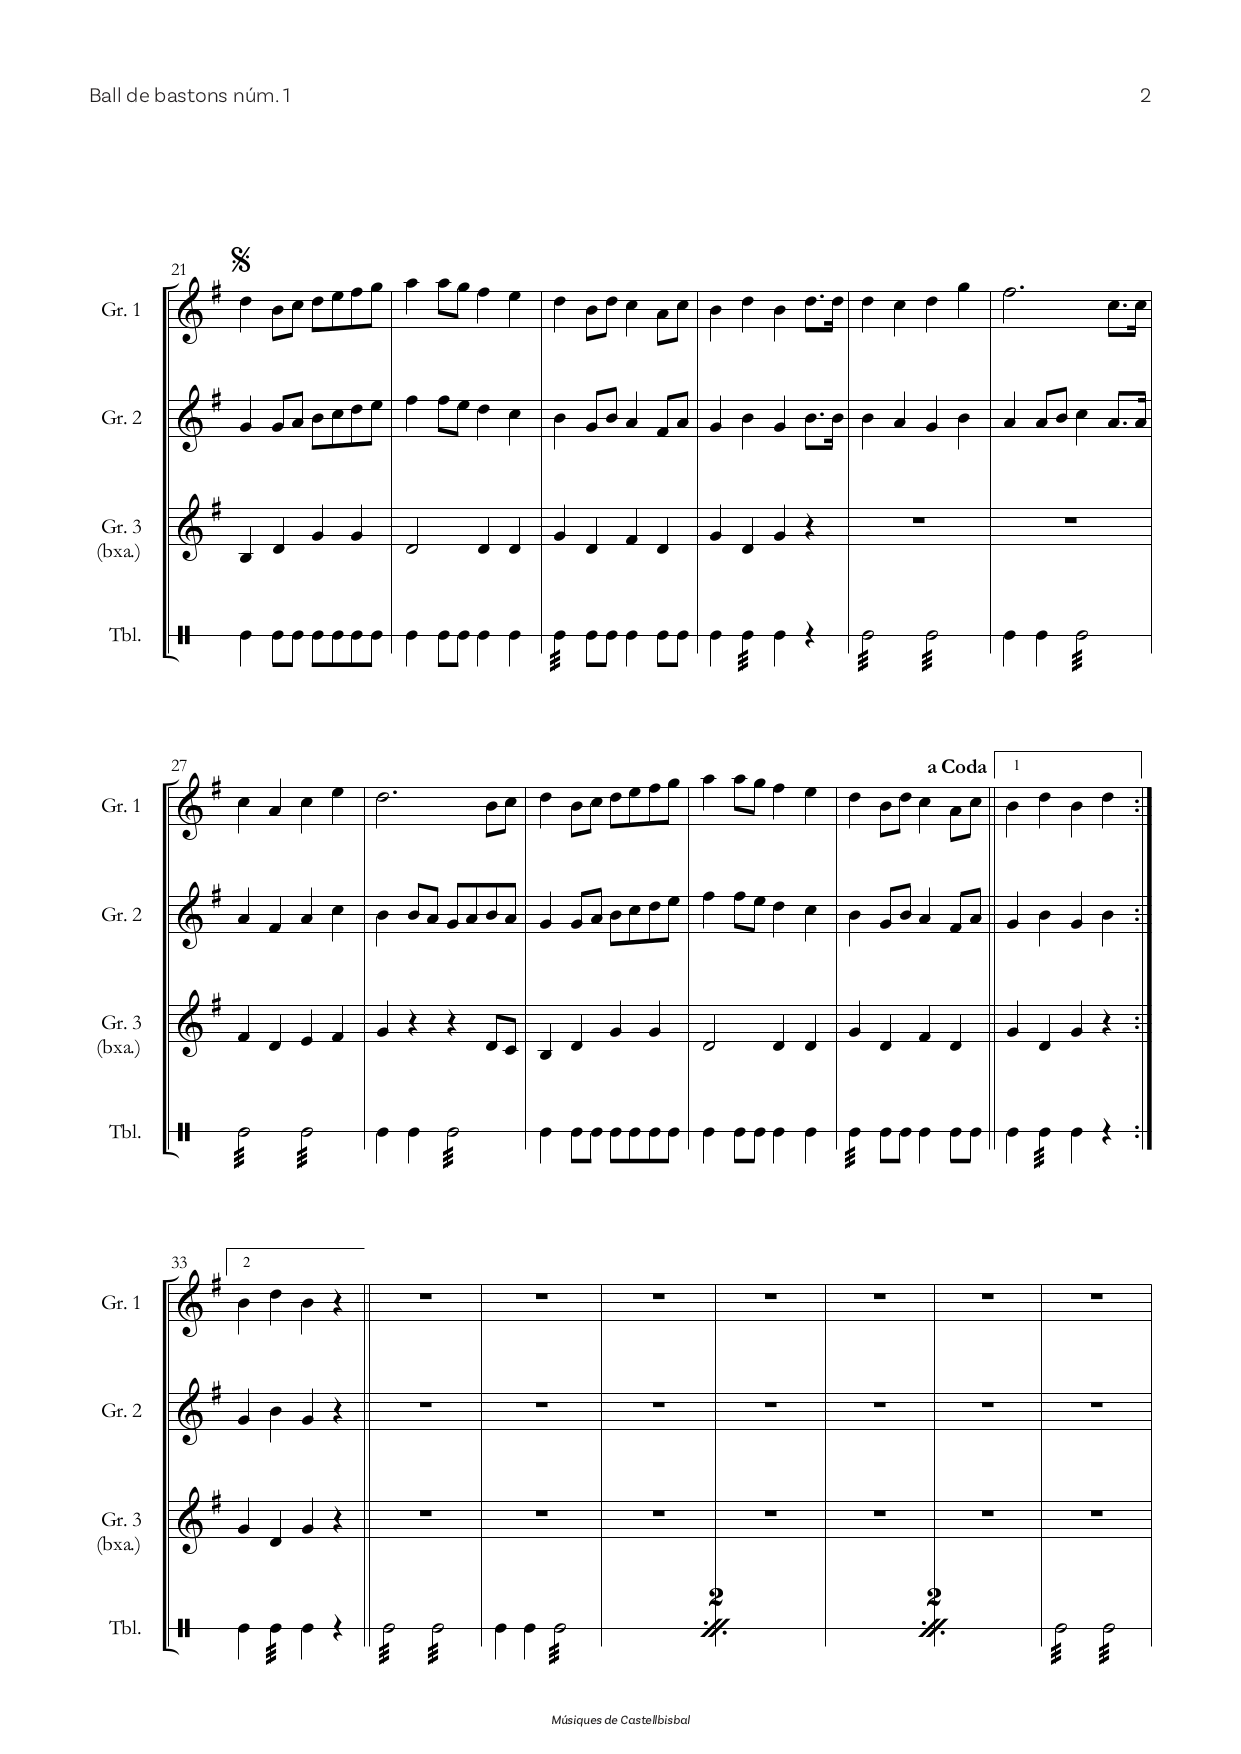 Ball de bastons núm. 1 2
21
Gr. 1
Gr. 2
Gr. 3
(bxa.)
Tbl.
27
a Coda 1
Gr. 1
Gr. 2
Gr. 3
(bxa.)
Tbl.
33 2
Gr. 1
Gr. 2
Gr. 3
(bxa.)
2 2
Tbl.
Músiques de Castellbisbal